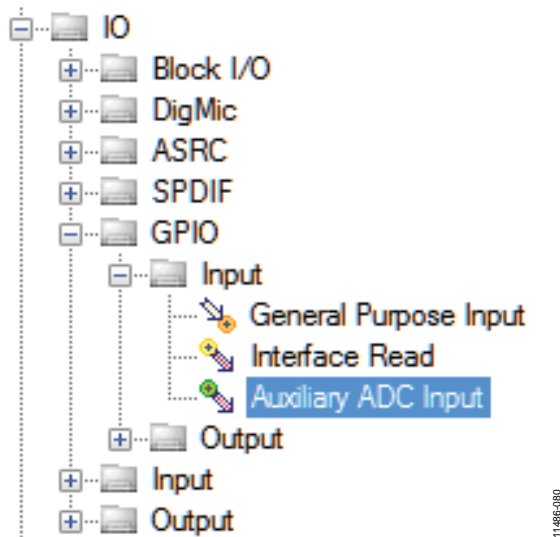 IO
Block I/O
DigMic
ASRC
SPDIF
GPIO
Input
General Purpose Input
Interface Read
Auxiliary ADC Input
Output
Input
Output
11486-080